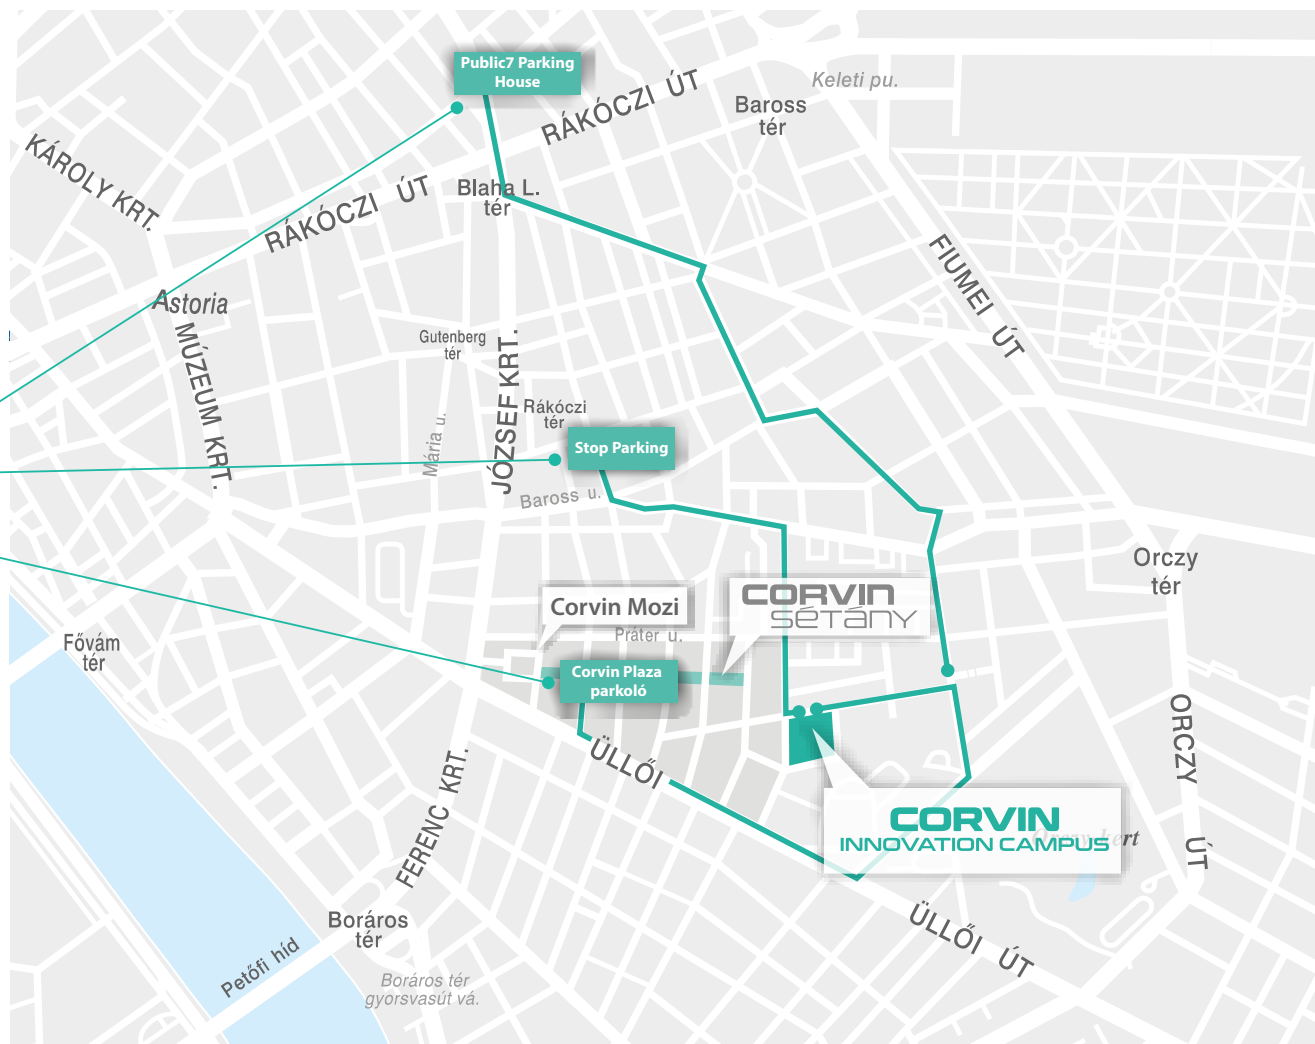 Public7 Parking
House
Keleti pu.
RÁKÓCZI ÚT
Baross
tér
KÁROLY KRT.
RÁKÓCZI ÚT
Blaha L.
tér
FIUMEI ÚT
Astoria
MÚZEUM KRT.
Gutenberg
tér
JÓZSEF KRT.
Rákóczi
tér
Mária u.
Stop Parking
Baross u.
Orczy
tér
CORVIN
SÉTÁNY
Corvin Mozi
Práter u.
Fővám
tér
Corvin Plaza
parkoló
ÜLLŐI
ORCZY ÚT
FERENC KRT.
CORVIN
INNOVATION CAMPUS
Orczy kert
Boráros
tér
ÜLLŐI ÚT
Petőfi híd
Boráros tér
gyorsvasút vá.